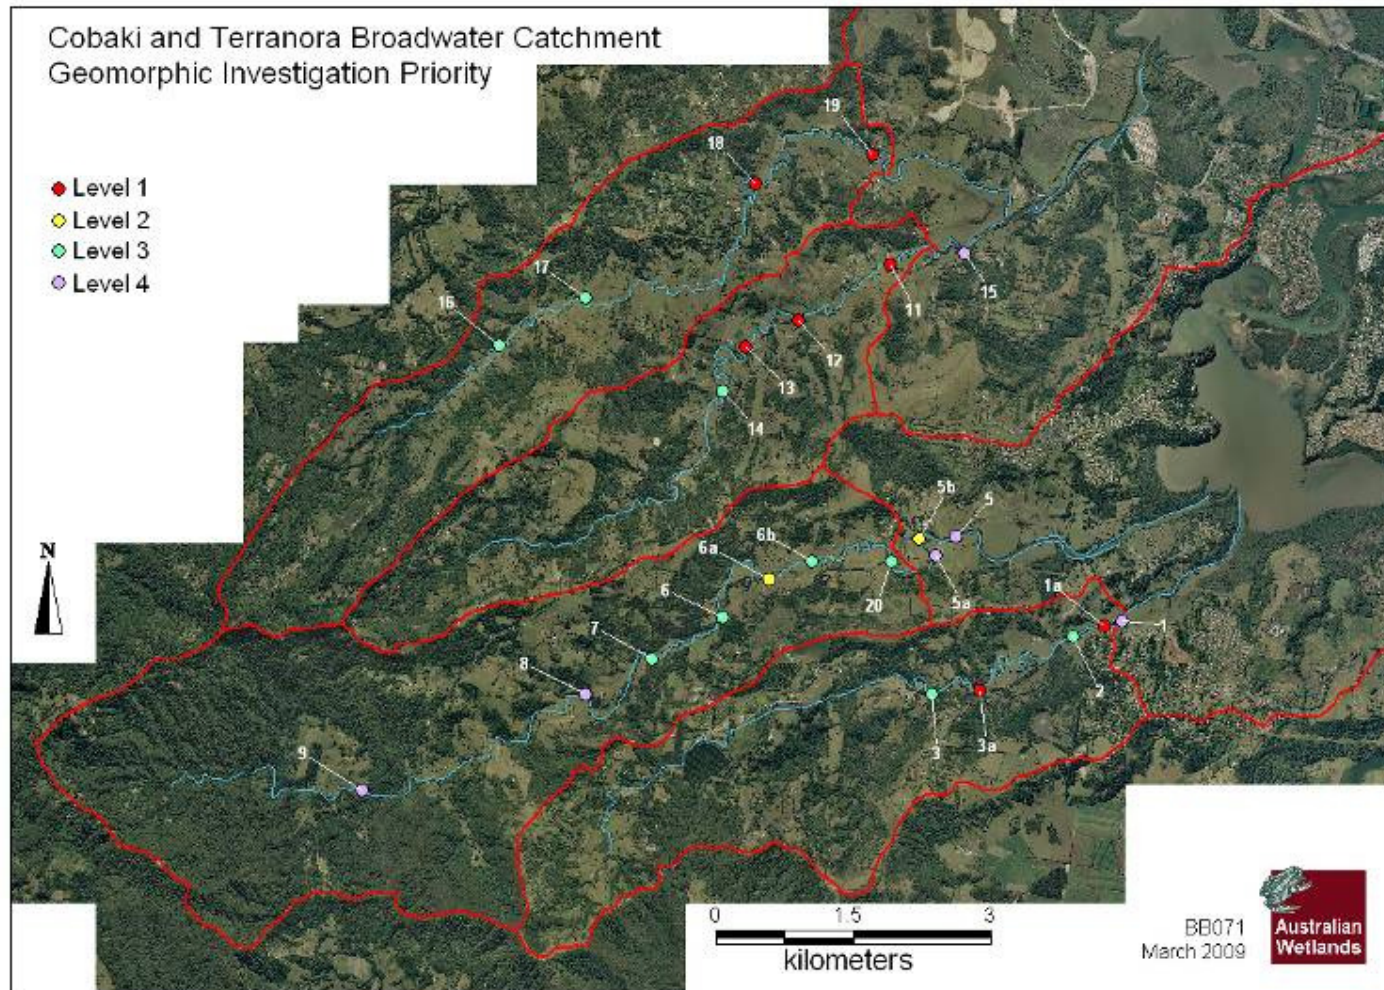 Cobaki and Terranora Broadwater Catchment
Geomorphic Investigation Priority
Level 1
Level 2
Level 3
Level 4
19
18
17
16
15
11
12
13
14
5b
5
6b
6a
20
5a
1a
1
6
7
8
2
3
3a
9
N
0 1.5 3
kilometers
BB071
March 2009
Australian
Wetlands